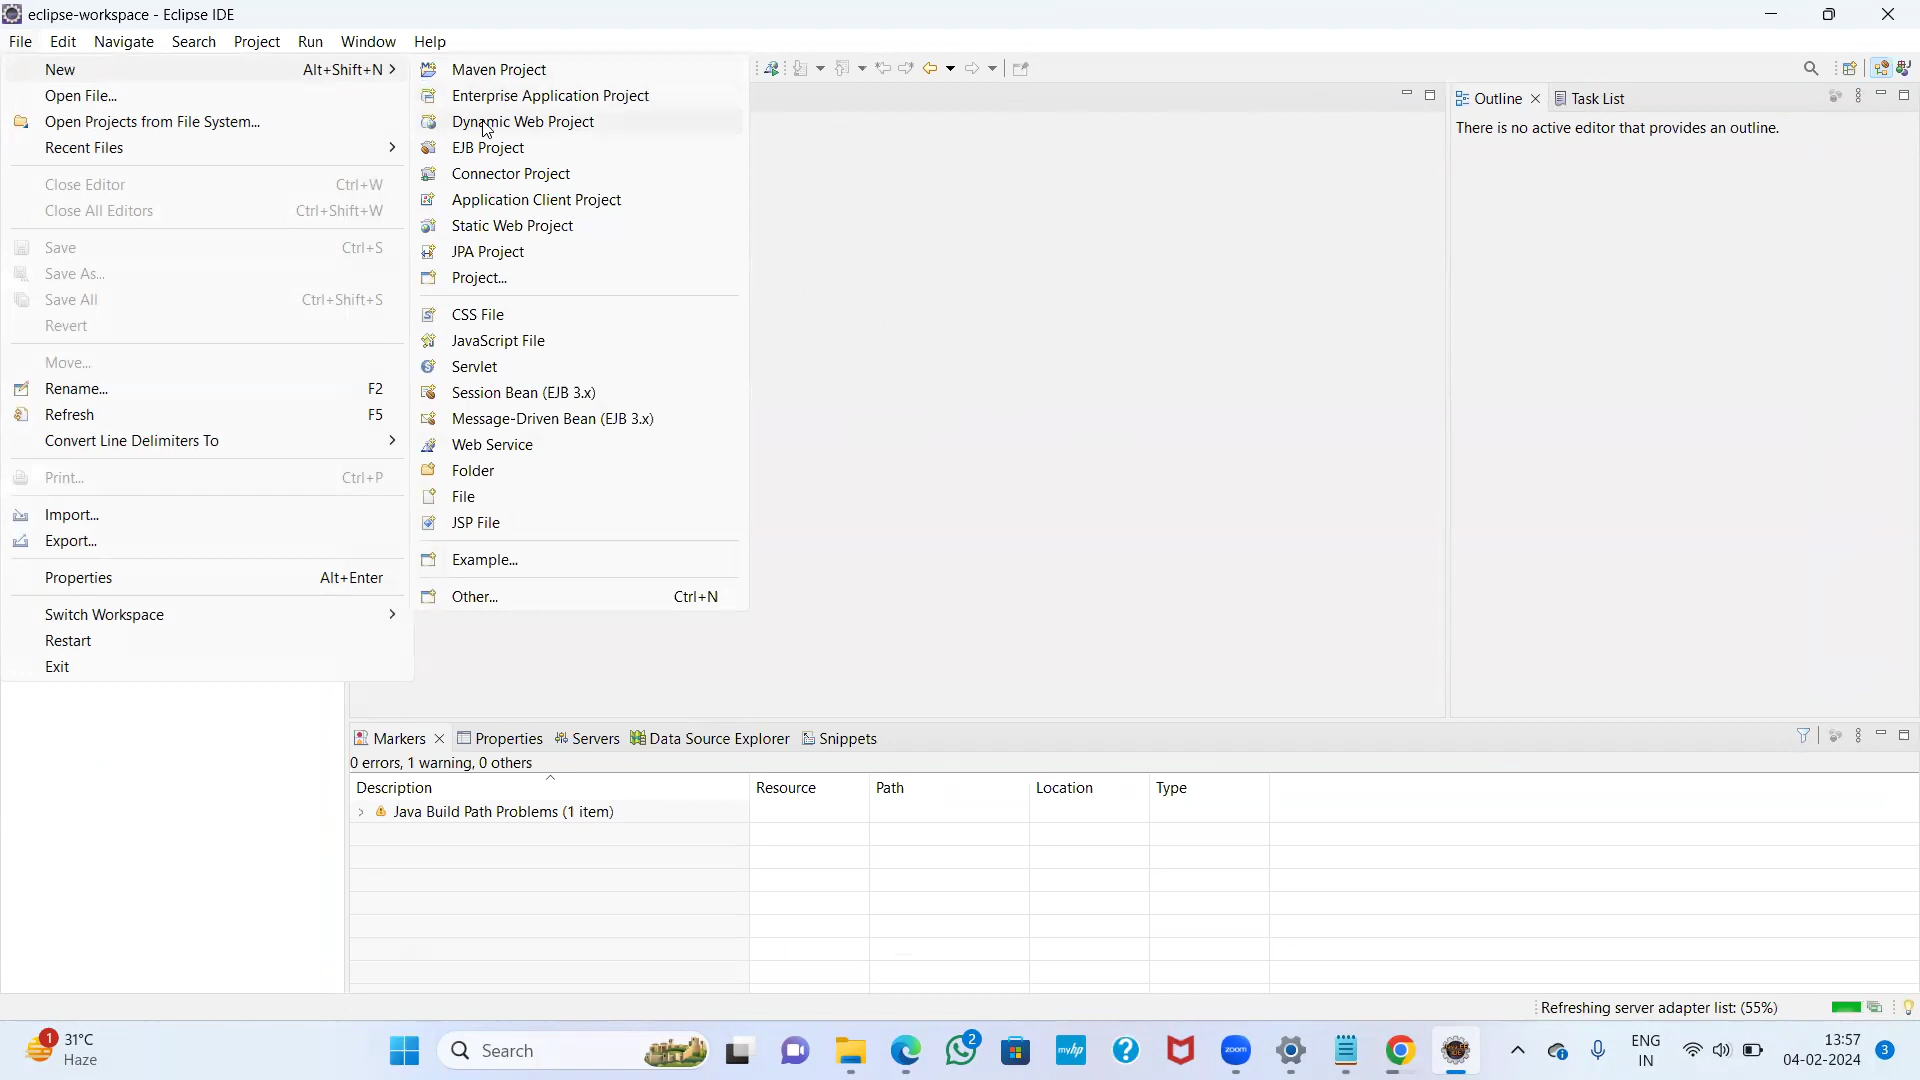 eclipse-workspace - Eclipse IDE
File Edit Navigate Search Project Run Window Help
New Alt+Shift+N
Open File...
Open Projects from File System...
Recent Files
Close Editor Ctrl+W
Close All Editors Ctrl+Shift+W
Save Ctrl+S
Save As...
Save All Ctrl+Shift+S
Revert
Move...
Rename... F2
Refresh F5
Convert Line Delimiters To
Print... Ctrl+P
Import...
Export...
Properties Alt+Enter
Switch Workspace
Restart
Exit
Maven Project
Enterprise Application Project
Dynamic Web Project
EJB Project
Connector Project
Application Client Project
Static Web Project
JPA Project
Project...
CSS File
JavaScript File
Servlet
Session Bean (EJB 3.x)
Message-Driven Bean (EJB 3.x)
Web Service
Folder
File
JSP File
Example...
Other... Ctrl+N
Outline Task List
There is no active editor that provides an outline.
Markers Properties Servers Data Source Explorer Snippets
0 errors, 1 warning, 0 others
Description Resource Path Location Type
Java Build Path Problems (1 item)
Refreshing server adapter list: (55%)
1 31°C
Haze
Search
2
myhp
zoom
ENG
IN
13:57
04-02-2024
3